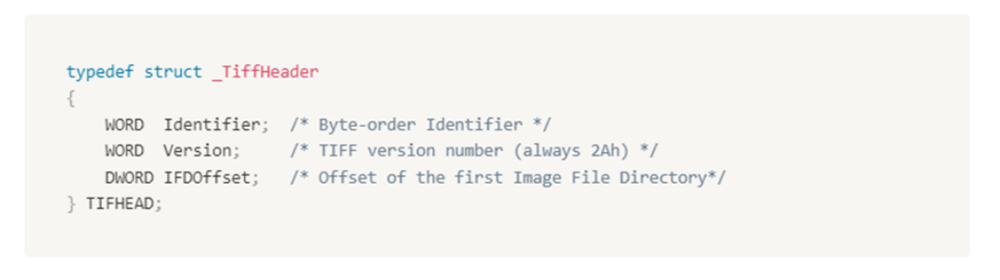 typedef struct _TiffHeader
{
    WORD  Identifier;  /* Byte-order Identifier */
    WORD  Version;     /* TIFF version number (always 2Ah) */
    DWORD IFDOffset;   /* Offset of the first Image File Directory*/
} TIFHEAD;